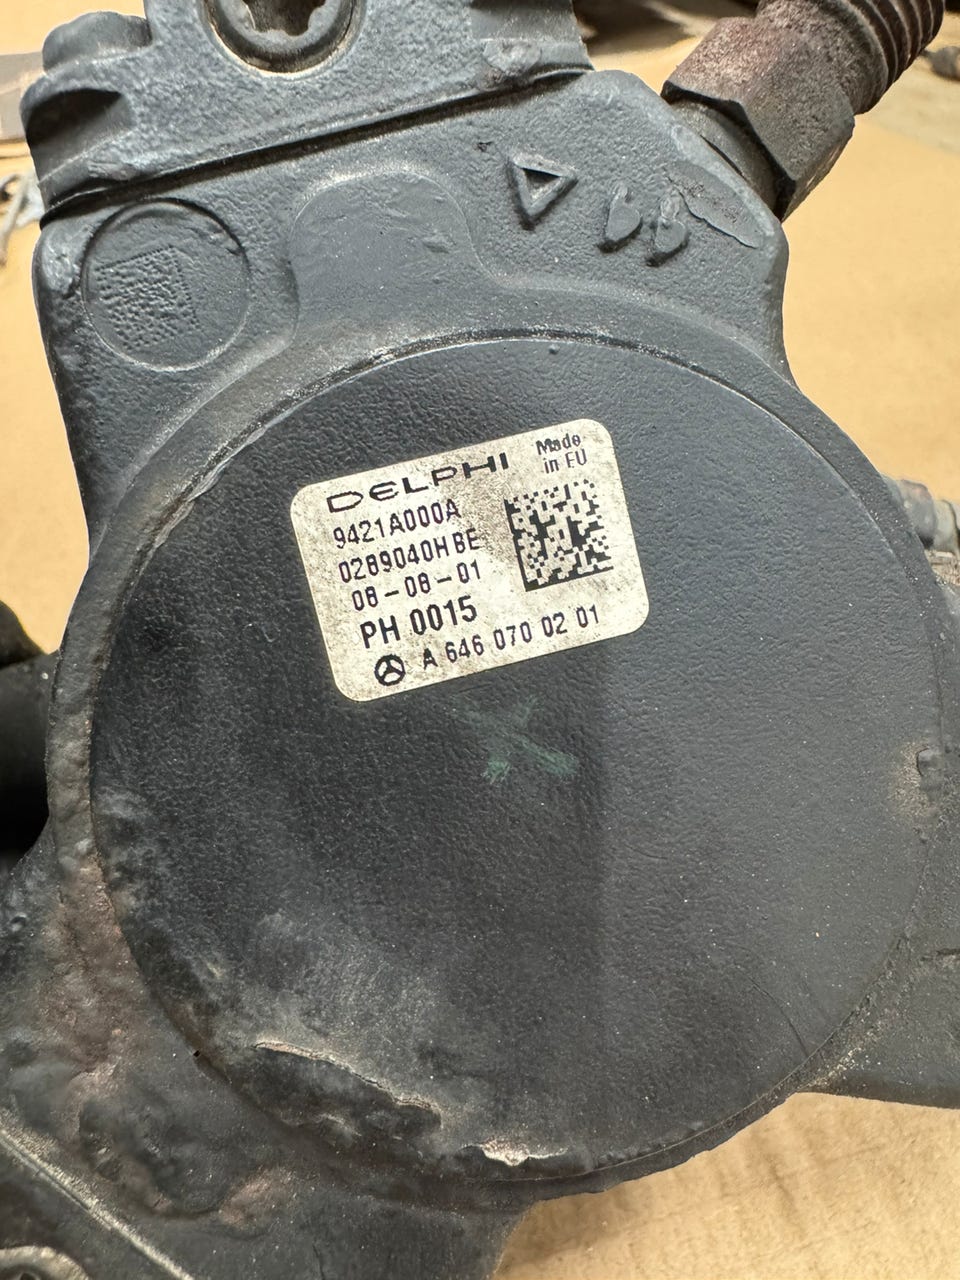 DELPHI
Made
in EU
9421A000A
0289040HBE
08-08-01
PH 0015
A 646 070 02 01